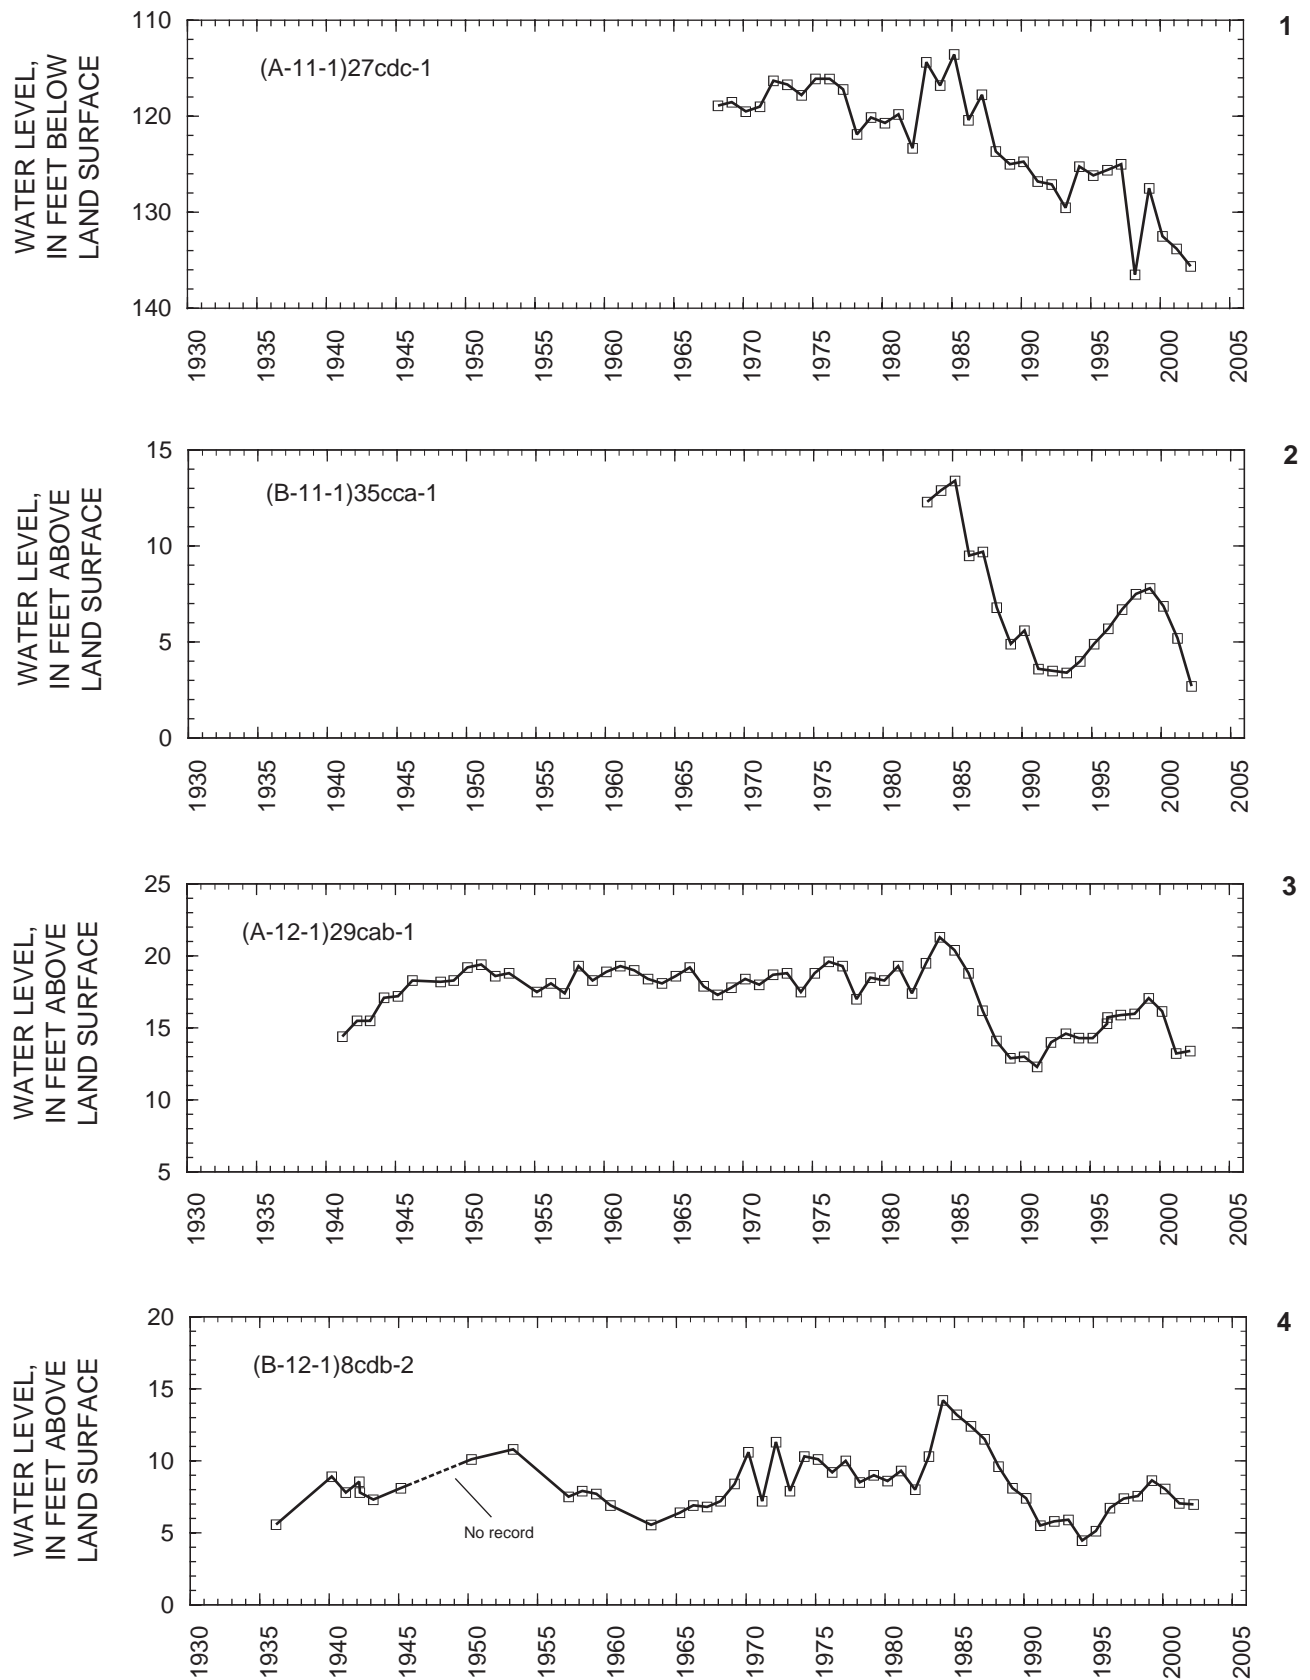 1
WATER LEVEL,
IN FEET BELOW
LAND SURFACE
(A-11-1)27cdc-1
110
120
130
140
1930 1935 1940 1945 1950 1955 1960 1965 1970 1975 1980 1985 1990 1995 2000 2005
2
WATER LEVEL,
IN FEET ABOVE
LAND SURFACE
(B-11-1)35cca-1
15
10
5
0
1930 1935 1940 1945 1950 1955 1960 1965 1970 1975 1980 1985 1990 1995 2000 2005
3
WATER LEVEL,
IN FEET ABOVE
LAND SURFACE
(A-12-1)29cab-1
25
20
15
10
5
1930 1935 1940 1945 1950 1955 1960 1965 1970 1975 1980 1985 1990 1995 2000 2005
4
WATER LEVEL,
IN FEET ABOVE
LAND SURFACE
(B-12-1)8cdb-2
20
15
10
5
0
No record
1930 1935 1940 1945 1950 1955 1960 1965 1970 1975 1980 1985 1990 1995 2000 2005